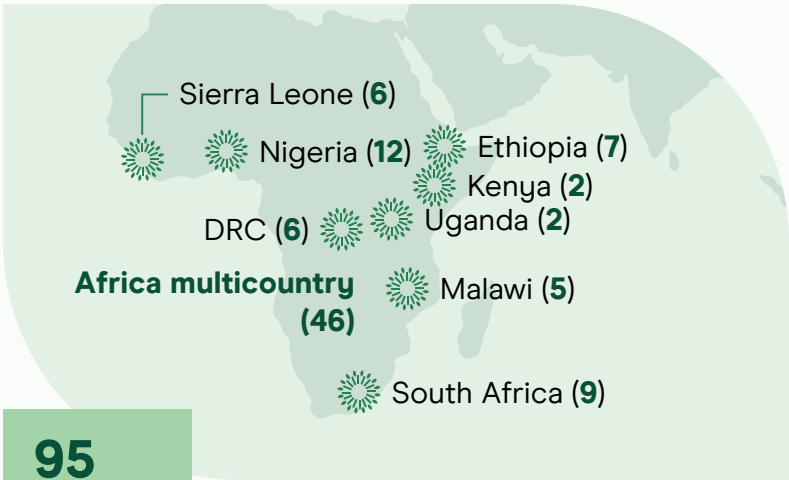 Sierra Leone (6)
Nigeria (12)
Ethiopia (7)
Kenya (2)
DRC (6)
Uganda (2)
Africa multicountry
(46)
Malawi (5)
South Africa (9)
95